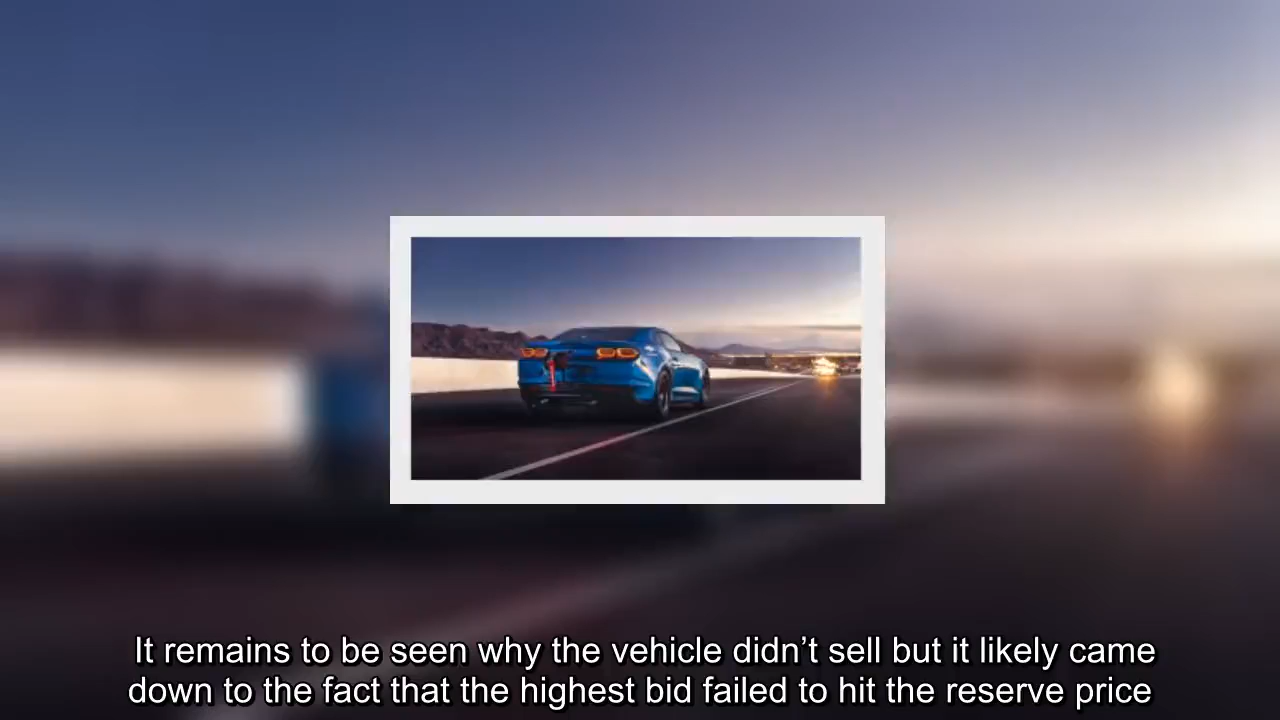 It remains to be seen why the vehicle didn’t sell but it likely came
down to the fact that the highest bid failed to hit the reserve price